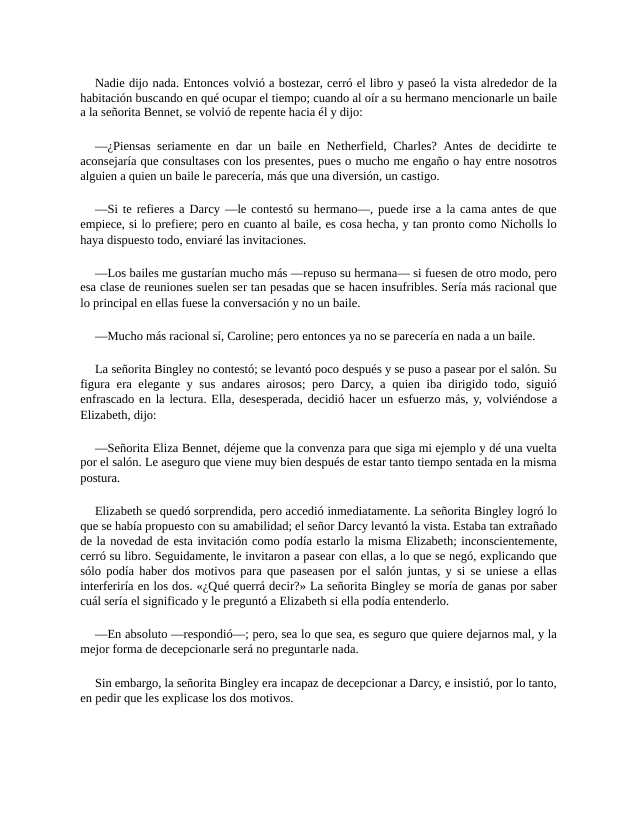 Nadie dijo nada. Entonces volvió a bostezar, cerró el libro y paseó la vista alrededor de la
habitación buscando en qué ocupar el tiempo; cuando al oír a su hermano mencionarle un baile
a la señorita Bennet, se volvió de repente hacia él y dijo:
—¿Piensas seriamente en dar un baile en Netherfield, Charles? Antes de decidirte te
aconsejaría que consultases con los presentes, pues o mucho me engaño o hay entre nosotros
alguien a quien un baile le parecería, más que una diversión, un castigo.
—Si te refieres a Darcy —le contestó su hermano—, puede irse a la cama antes de que
empiece, si lo prefiere; pero en cuanto al baile, es cosa hecha, y tan pronto como Nicholls lo
haya dispuesto todo, enviaré las invitaciones.
—Los bailes me gustarían mucho más —repuso su hermana— si fuesen de otro modo, pero
esa clase de reuniones suelen ser tan pesadas que se hacen insufribles. Sería más racional que
lo principal en ellas fuese la conversación y no un baile.
—Mucho más racional sí, Caroline; pero entonces ya no se parecería en nada a un baile.
La señorita Bingley no contestó; se levantó poco después y se puso a pasear por el salón. Su
figura era elegante y sus andares airosos; pero Darcy, a quien iba dirigido todo, siguió
enfrascado en la lectura. Ella, desesperada, decidió hacer un esfuerzo más, y, volviéndose a
Elizabeth, dijo:
—Señorita Eliza Bennet, déjeme que la convenza para que siga mi ejemplo y dé una vuelta
por el salón. Le aseguro que viene muy bien después de estar tanto tiempo sentada en la misma
postura.
Elizabeth se quedó sorprendida, pero accedió inmediatamente. La señorita Bingley logró lo
que se había propuesto con su amabilidad; el señor Darcy levantó la vista. Estaba tan extrañado
de la novedad de esta invitación como podía estarlo la misma Elizabeth; inconscientemente,
cerró su libro. Seguidamente, le invitaron a pasear con ellas, a lo que se negó, explicando que
sólo podía haber dos motivos para que paseasen por el salón juntas, y si se uniese a ellas
interferiría en los dos. «¿Qué querrá decir?» La señorita Bingley se moría de ganas por saber
cuál sería el significado y le preguntó a Elizabeth si ella podía entenderlo.
—En absoluto —respondió—; pero, sea lo que sea, es seguro que quiere dejarnos mal, y la
mejor forma de decepcionarle será no preguntarle nada.
Sin embargo, la señorita Bingley era incapaz de decepcionar a Darcy, e insistió, por lo tanto,
en pedir que les explicase los dos motivos.